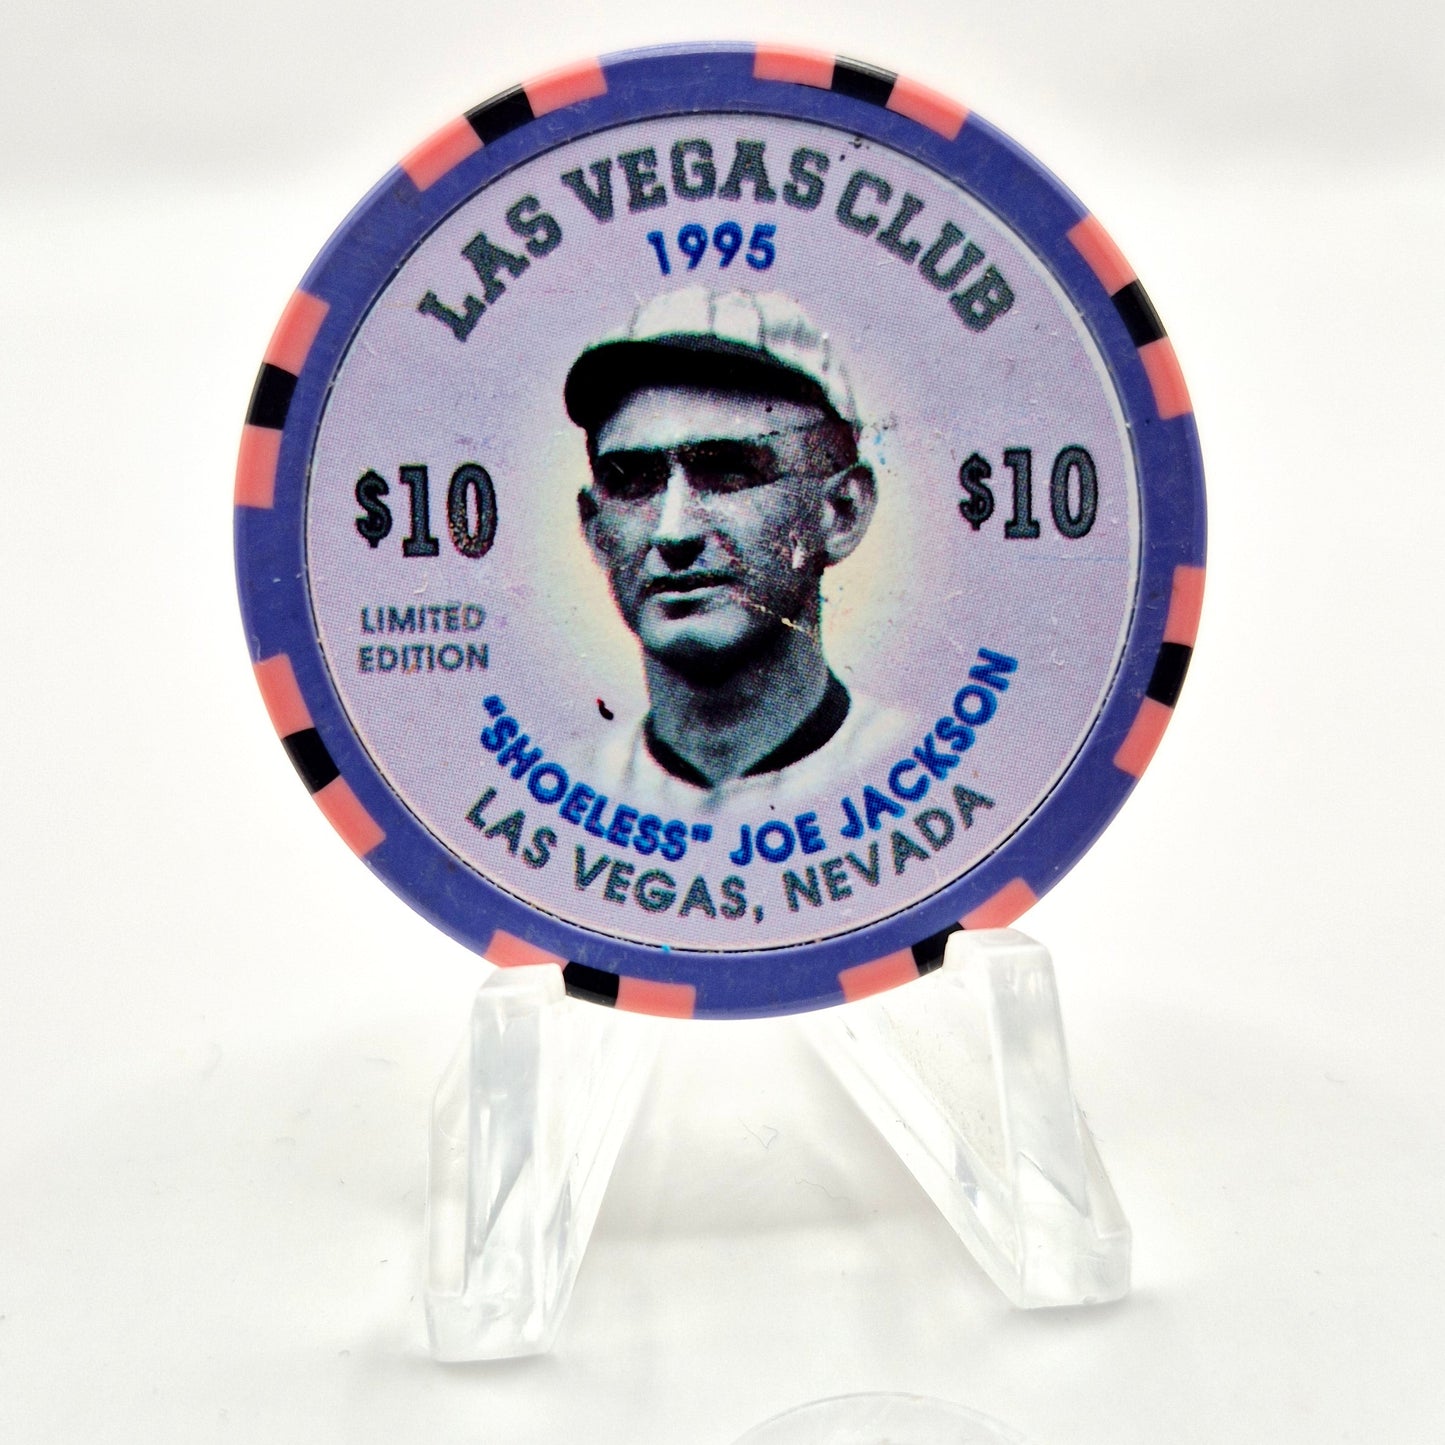 LAS VEGAS CLUB
1995
$10 $10
LIMITED
EDITION
"SHOELESS" JOE JACKSON
LAS VEGAS, NEVADA